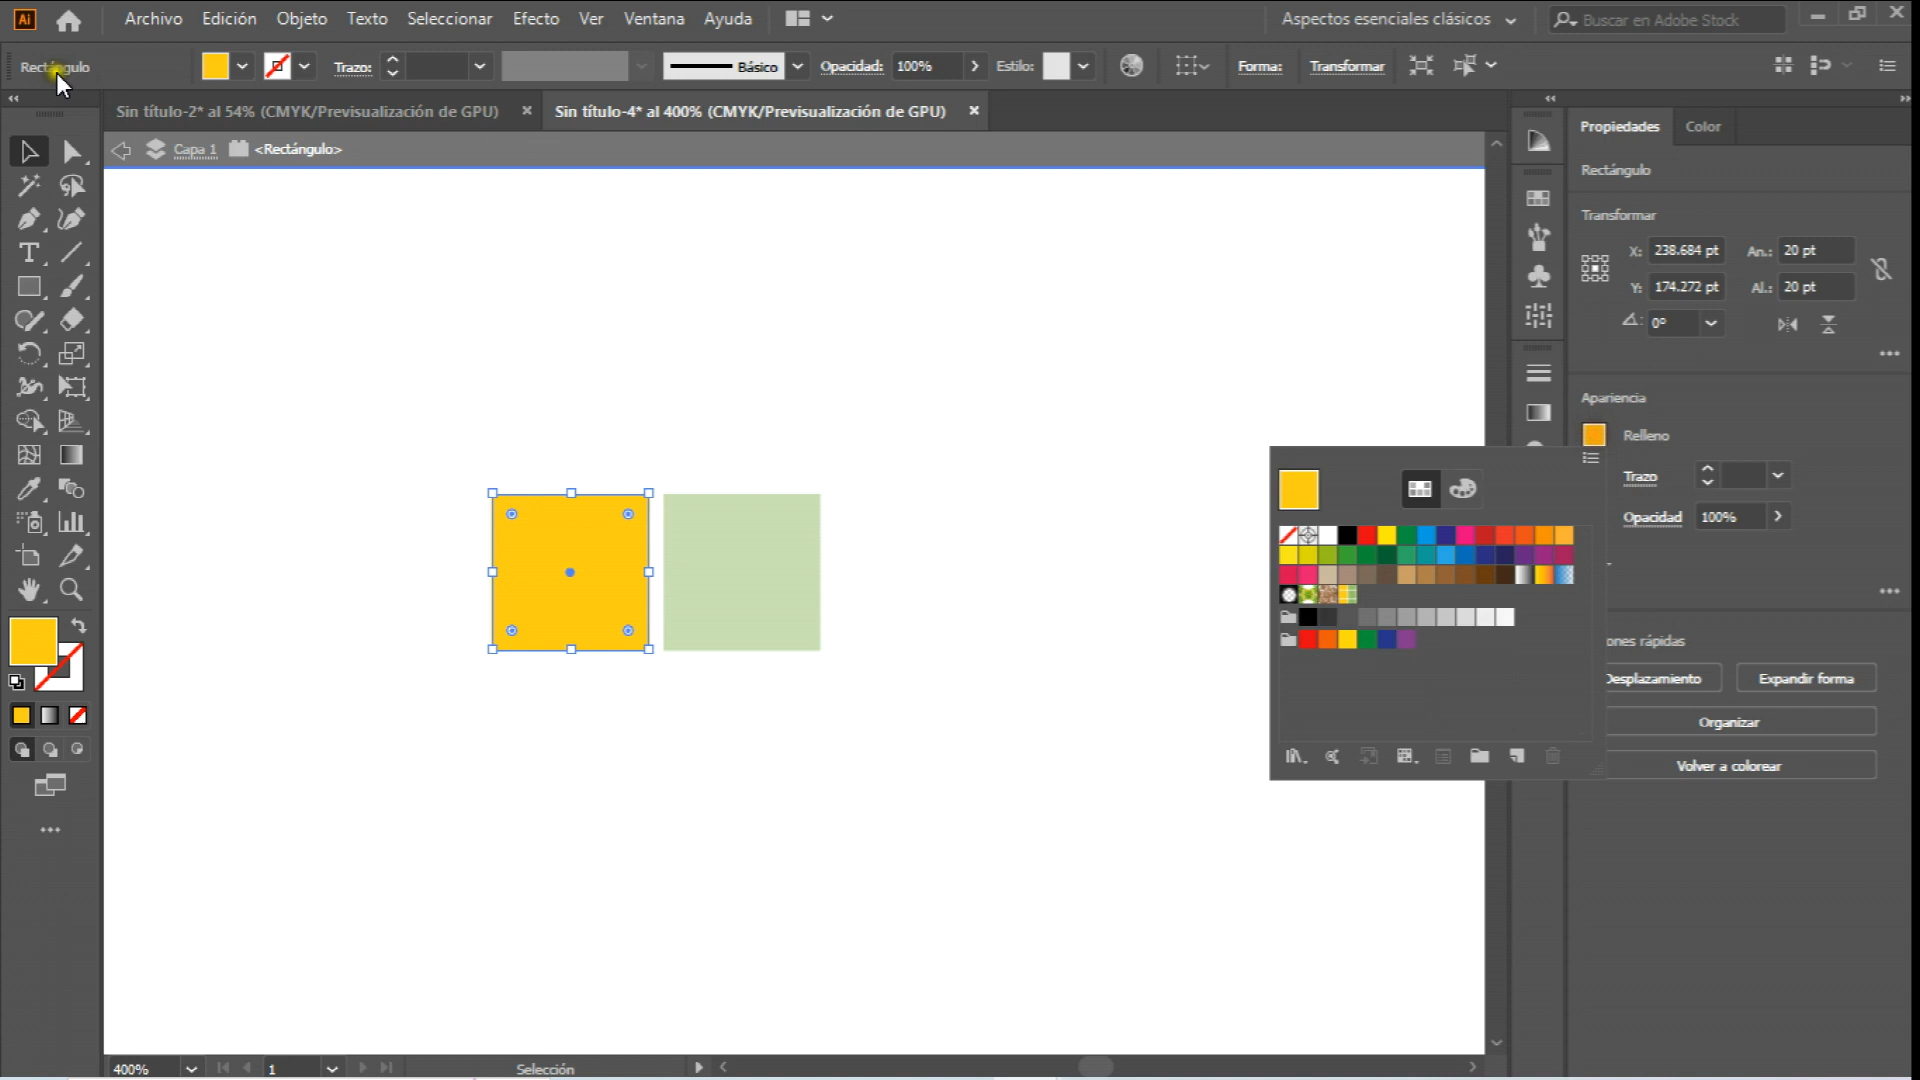 Ai Archivo Edición Objeto Texto Seleccionar Efecto Ver Ventana Ayuda Aspectos esenciales clásicos Buscar en Adobe Stock
Rectángulo Trazo: Básico Opacidad: 100% Estilo: Forma: Transformar
Sin título-2* al 54% (CMYK/Previsualización de GPU) × Sin título-4* al 400% (CMYK/Previsualización de GPU) ×
Capa 1 <Rectángulo>
Propiedades Color
Rectángulo
Transformar
X: 238.684 pt An.: 20 pt
Y: 174.272 pt Al.: 20 pt
0°
Apariencia
Relleno
Trazo
Opacidad 100%
ones rápidas
Desplazamiento Expandir forma
Organizar
Volver a colorear
400% 1 Selección